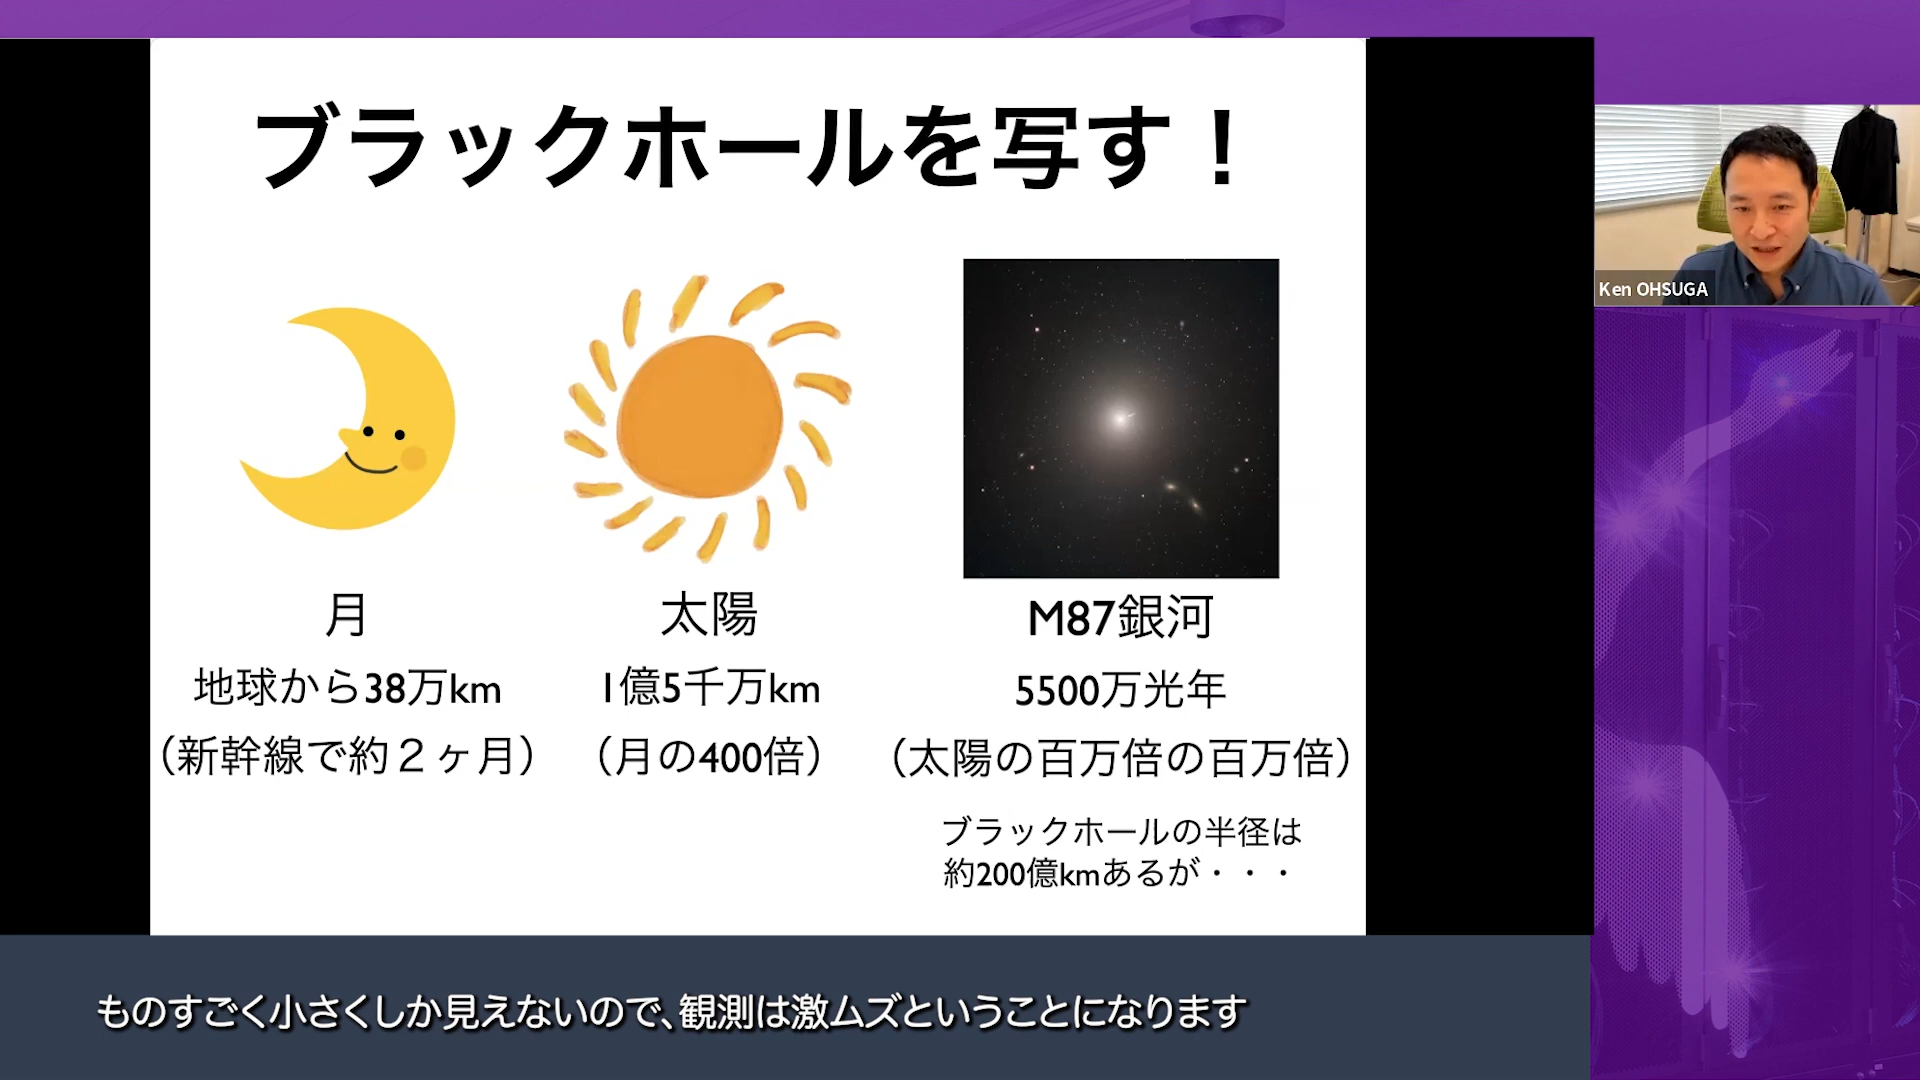 ブラックホールを写す！
月
地球から38万km
（新幹線で約２ヶ月）
太陽
1億5千万km
（月の400倍）
M87銀河
5500万光年
（太陽の百万倍の百万倍）
ブラックホールの半径は
約200億kmあるが・・・
Ken OHSUGA
ものすごく小さくしか見えないので、観測は激ムズということになります